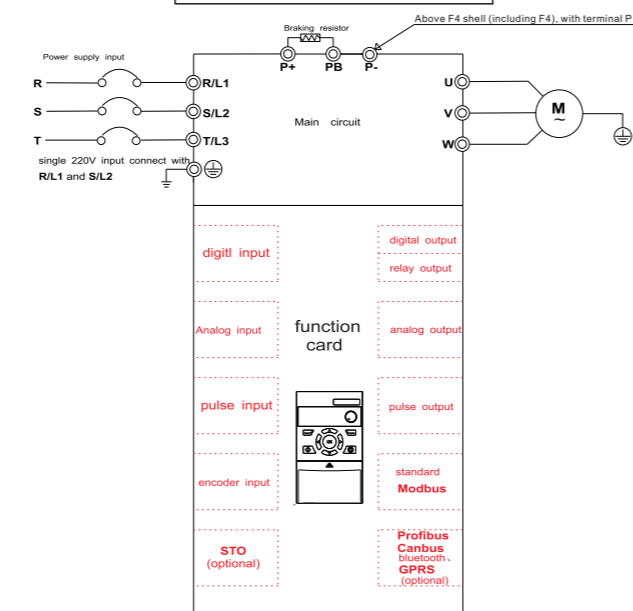 Braking resistor
Above F4 shell (including F4), with terminal P
Power supply input
P+ PB P-
R R/L1 U
S S/L2 Main circuit V M
~
T T/L3 W
single 220V input connect with
R/L1 and S/L2
digitl input
digital output
relay output
Analog input
function
card
analog output
pulse input
pulse output
encoder input
standard
Modbus
STO
(optional)
Profibus
Canbus
bluetooth、
GPRS
(optional)